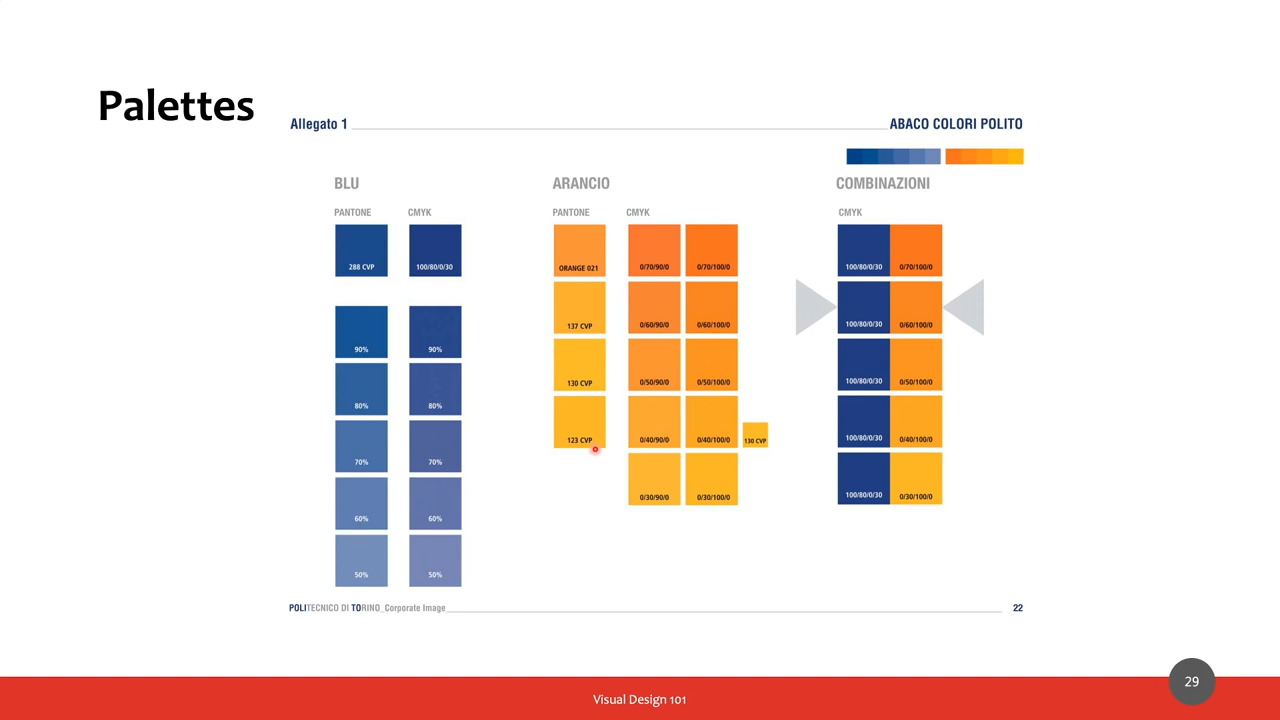 Palettes
Allegato 1
ABACO COLORI POLITO
BLU
ARANCIO
COMBINAZIONI
PANTONE
CMYK
PANTONE
CMYK
CMYK
288 CVP
100/80/0/30
90%
90%
80%
80%
70%
70%
60%
60%
50%
50%
ORANGE 021
0/70/90/0
0/70/100/0
137 CVP
0/60/90/0
0/60/100/0
130 CVP
0/50/90/0
0/50/100/0
123 CVP
0/40/90/0
0/40/100/0
130 CVP
0/30/90/0
0/30/100/0
100/80/0/30
0/70/100/0
100/80/0/30
0/60/100/0
100/80/0/30
0/50/100/0
100/80/0/30
0/40/100/0
100/80/0/30
0/30/100/0
POLITECNICO DI TORINO_Corporate Image
22
Visual Design 101
29